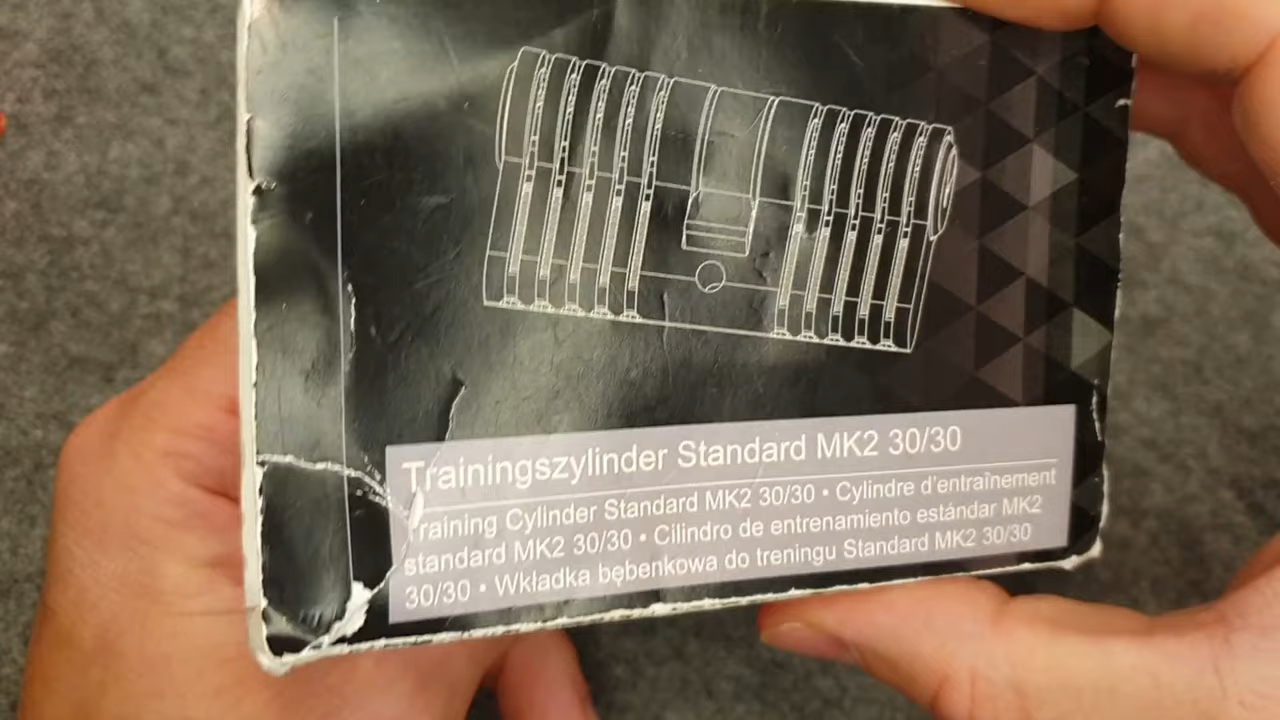 Trainingszylinder Standard MK2 30/30
Training Cylinder Standard MK2 30/30 • Cylindre d'entraînement
standard MK2 30/30 • Cilindro de entrenamiento estándar MK2
30/30 • Wkładka bębenkowa do treningu Standard MK2 30/30